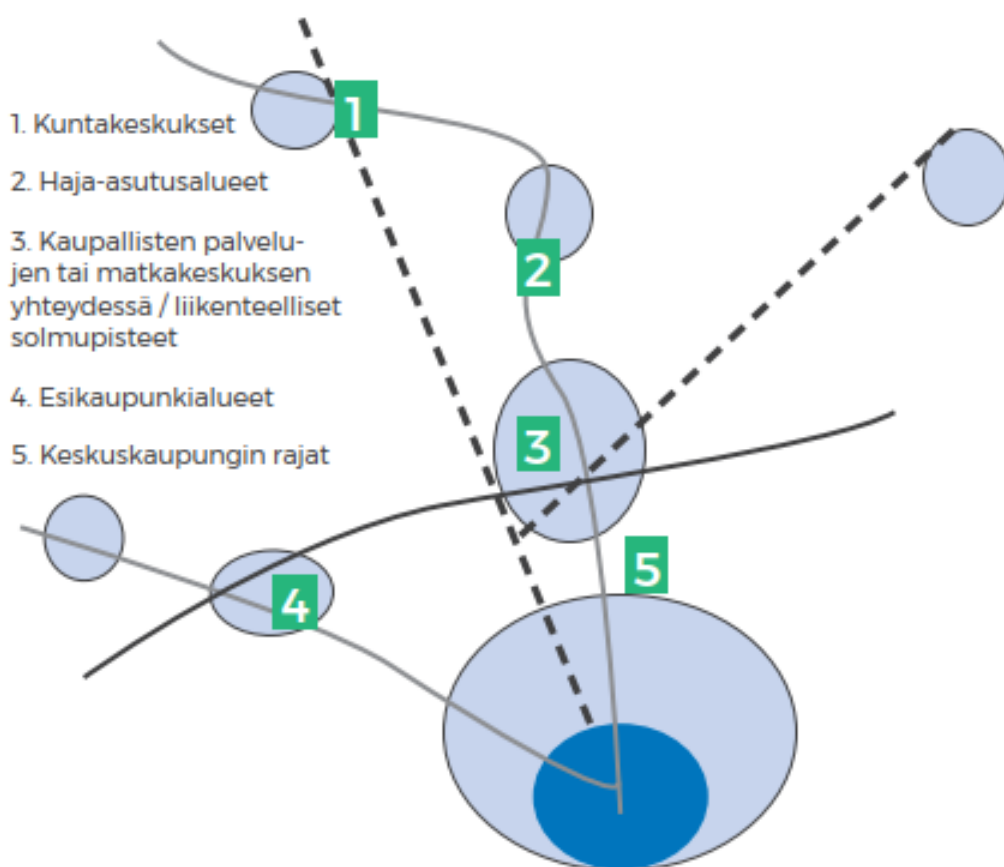 1. Kuntakeskukset
2. Haja-asutusalueet
3. Kaupallisten palvelu-
jen tai matkakeskuksen
yhteydessä / liikenteelliset
solmupisteet
4. Esikaupunkialueet
5. Keskuskaupungin rajat
1
2
3
5
4